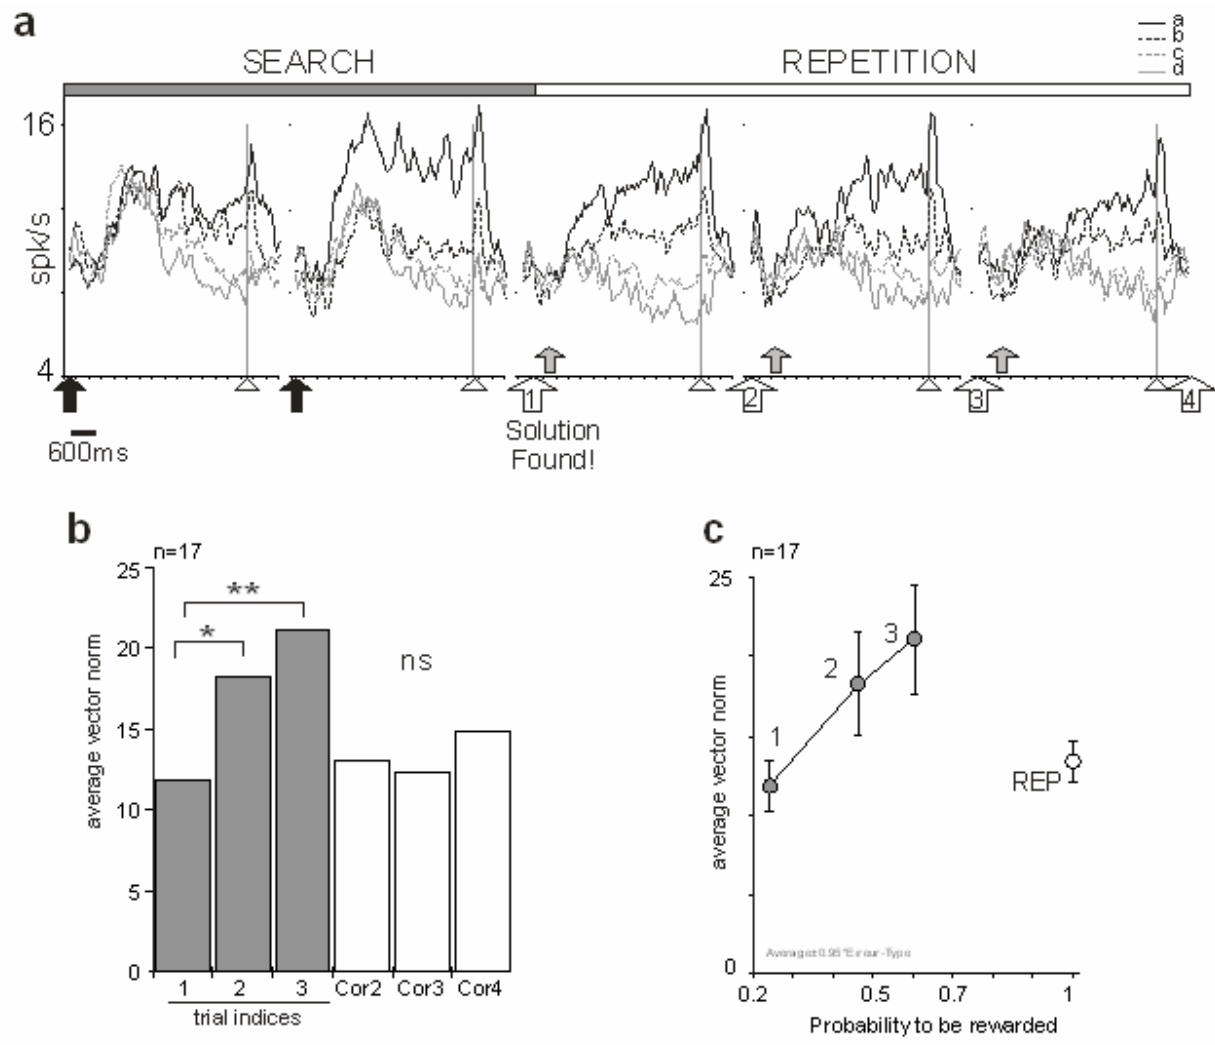 a
a
b
c
d
SEARCH
REPETITION
16
spk/s
4
1
2
3
4
600ms
Solution
Found!
b
n=17
25
20
15
10
5
0
average vector norm
*
**
ns
1
2
3
Cor2
Cor3
Cor4
trial indices
c
n=17
25
0
average vector norm
1
2
3
REP
0.2
0.5
0.7
1
Probability to be rewarded